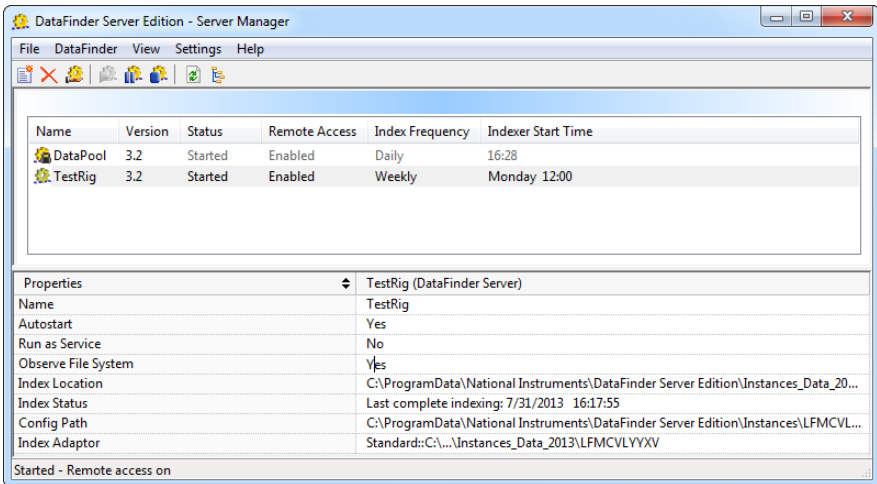 DataFinder Server Edition - Server Manager
File DataFinder View Settings Help
Name Version Status Remote Access Index Frequency Indexer Start Time
DataPool 3.2 Started Enabled Daily 16:28
TestRig 3.2 Started Enabled Weekly Monday 12:00
Properties TestRig (DataFinder Server)
Name TestRig
Autostart Yes
Run as Service No
Observe File System Yes
Index Location C:\ProgramData\National Instruments\DataFinder Server Edition\Instances_Data_20...
Index Status Last complete indexing: 7/31/2013 16:17:55
Config Path C:\ProgramData\National Instruments\DataFinder Server Edition\Instances\LFMCVL...
Index Adaptor Standard::C:\...\Instances_Data_2013\LFMCVLYYXV
Started - Remote access on